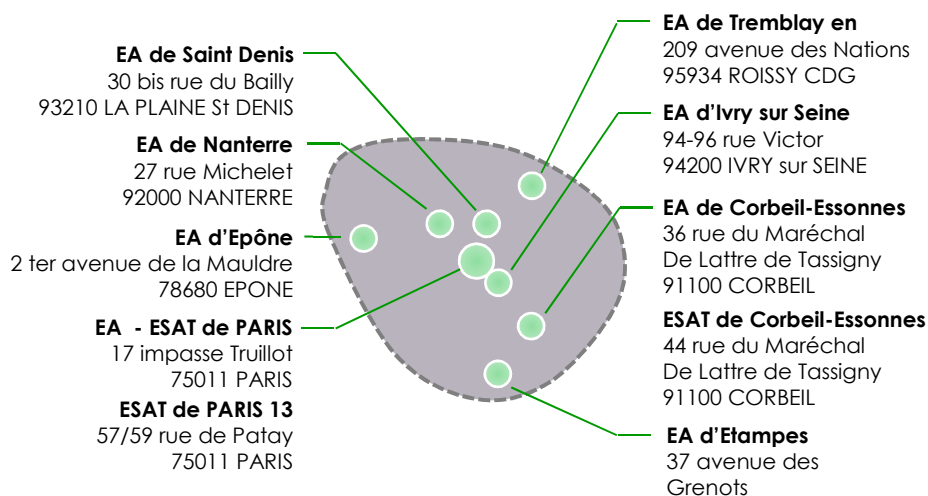 EA de Saint Denis
30 bis rue du Bailly
93210 LA PLAINE St DENIS
EA de Nanterre
27 rue Michelet
92000 NANTERRE
EA d’Epône
2 ter avenue de la Mauldre
78680 EPONE
EA  - ESAT de PARIS
17 impasse Truillot
75011 PARIS
ESAT de PARIS 13
57/59 rue de Patay
75011 PARIS
EA de Tremblay en
209 avenue des Nations
95934 ROISSY CDG
EA d’Ivry sur Seine
94-96 rue Victor
94200 IVRY sur SEINE
EA de Corbeil-Essonnes
36 rue du Maréchal
De Lattre de Tassigny
91100 CORBEIL
ESAT de Corbeil-Essonnes
44 rue du Maréchal
De Lattre de Tassigny
91100 CORBEIL
EA d’Etampes
37 avenue des
Grenots